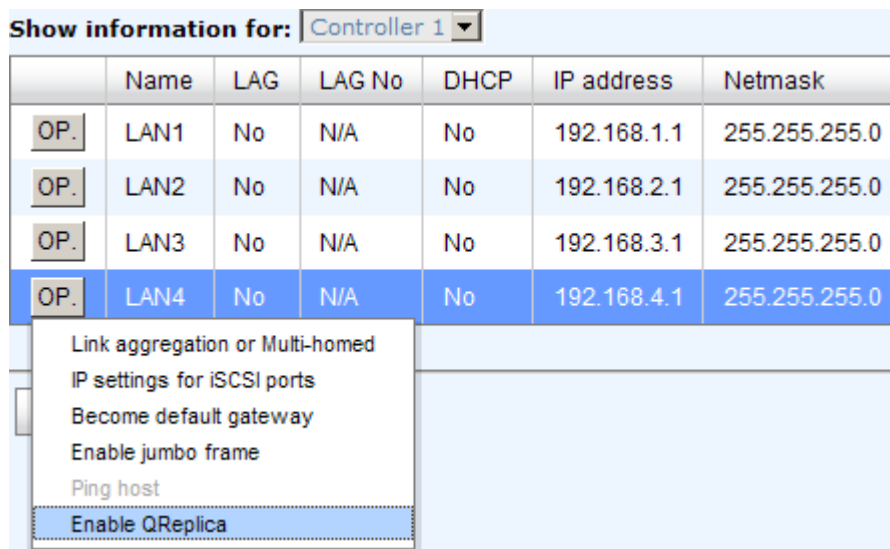 Show information for: Controller 1
Name LAG LAG No DHCP IP address Netmask
OP. LAN1 No N/A No 192.168.1.1 255.255.255.0
OP. LAN2 No N/A No 192.168.2.1 255.255.255.0
OP. LAN3 No N/A No 192.168.3.1 255.255.255.0
OP. LAN4 No N/A No 192.168.4.1 255.255.255.0
Link aggregation or Multi-homed
IP settings for iSCSI ports
Become default gateway
Enable jumbo frame
Ping host
Enable QReplica